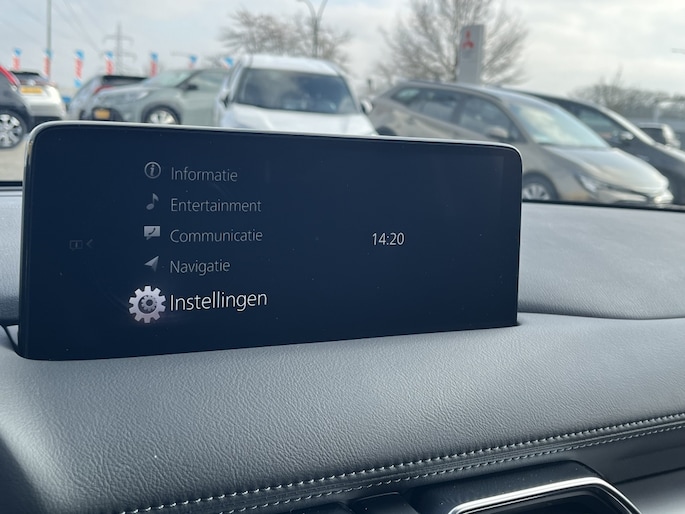 Informatie
Entertainment
Communicatie
14:20
Navigatie
Instellingen